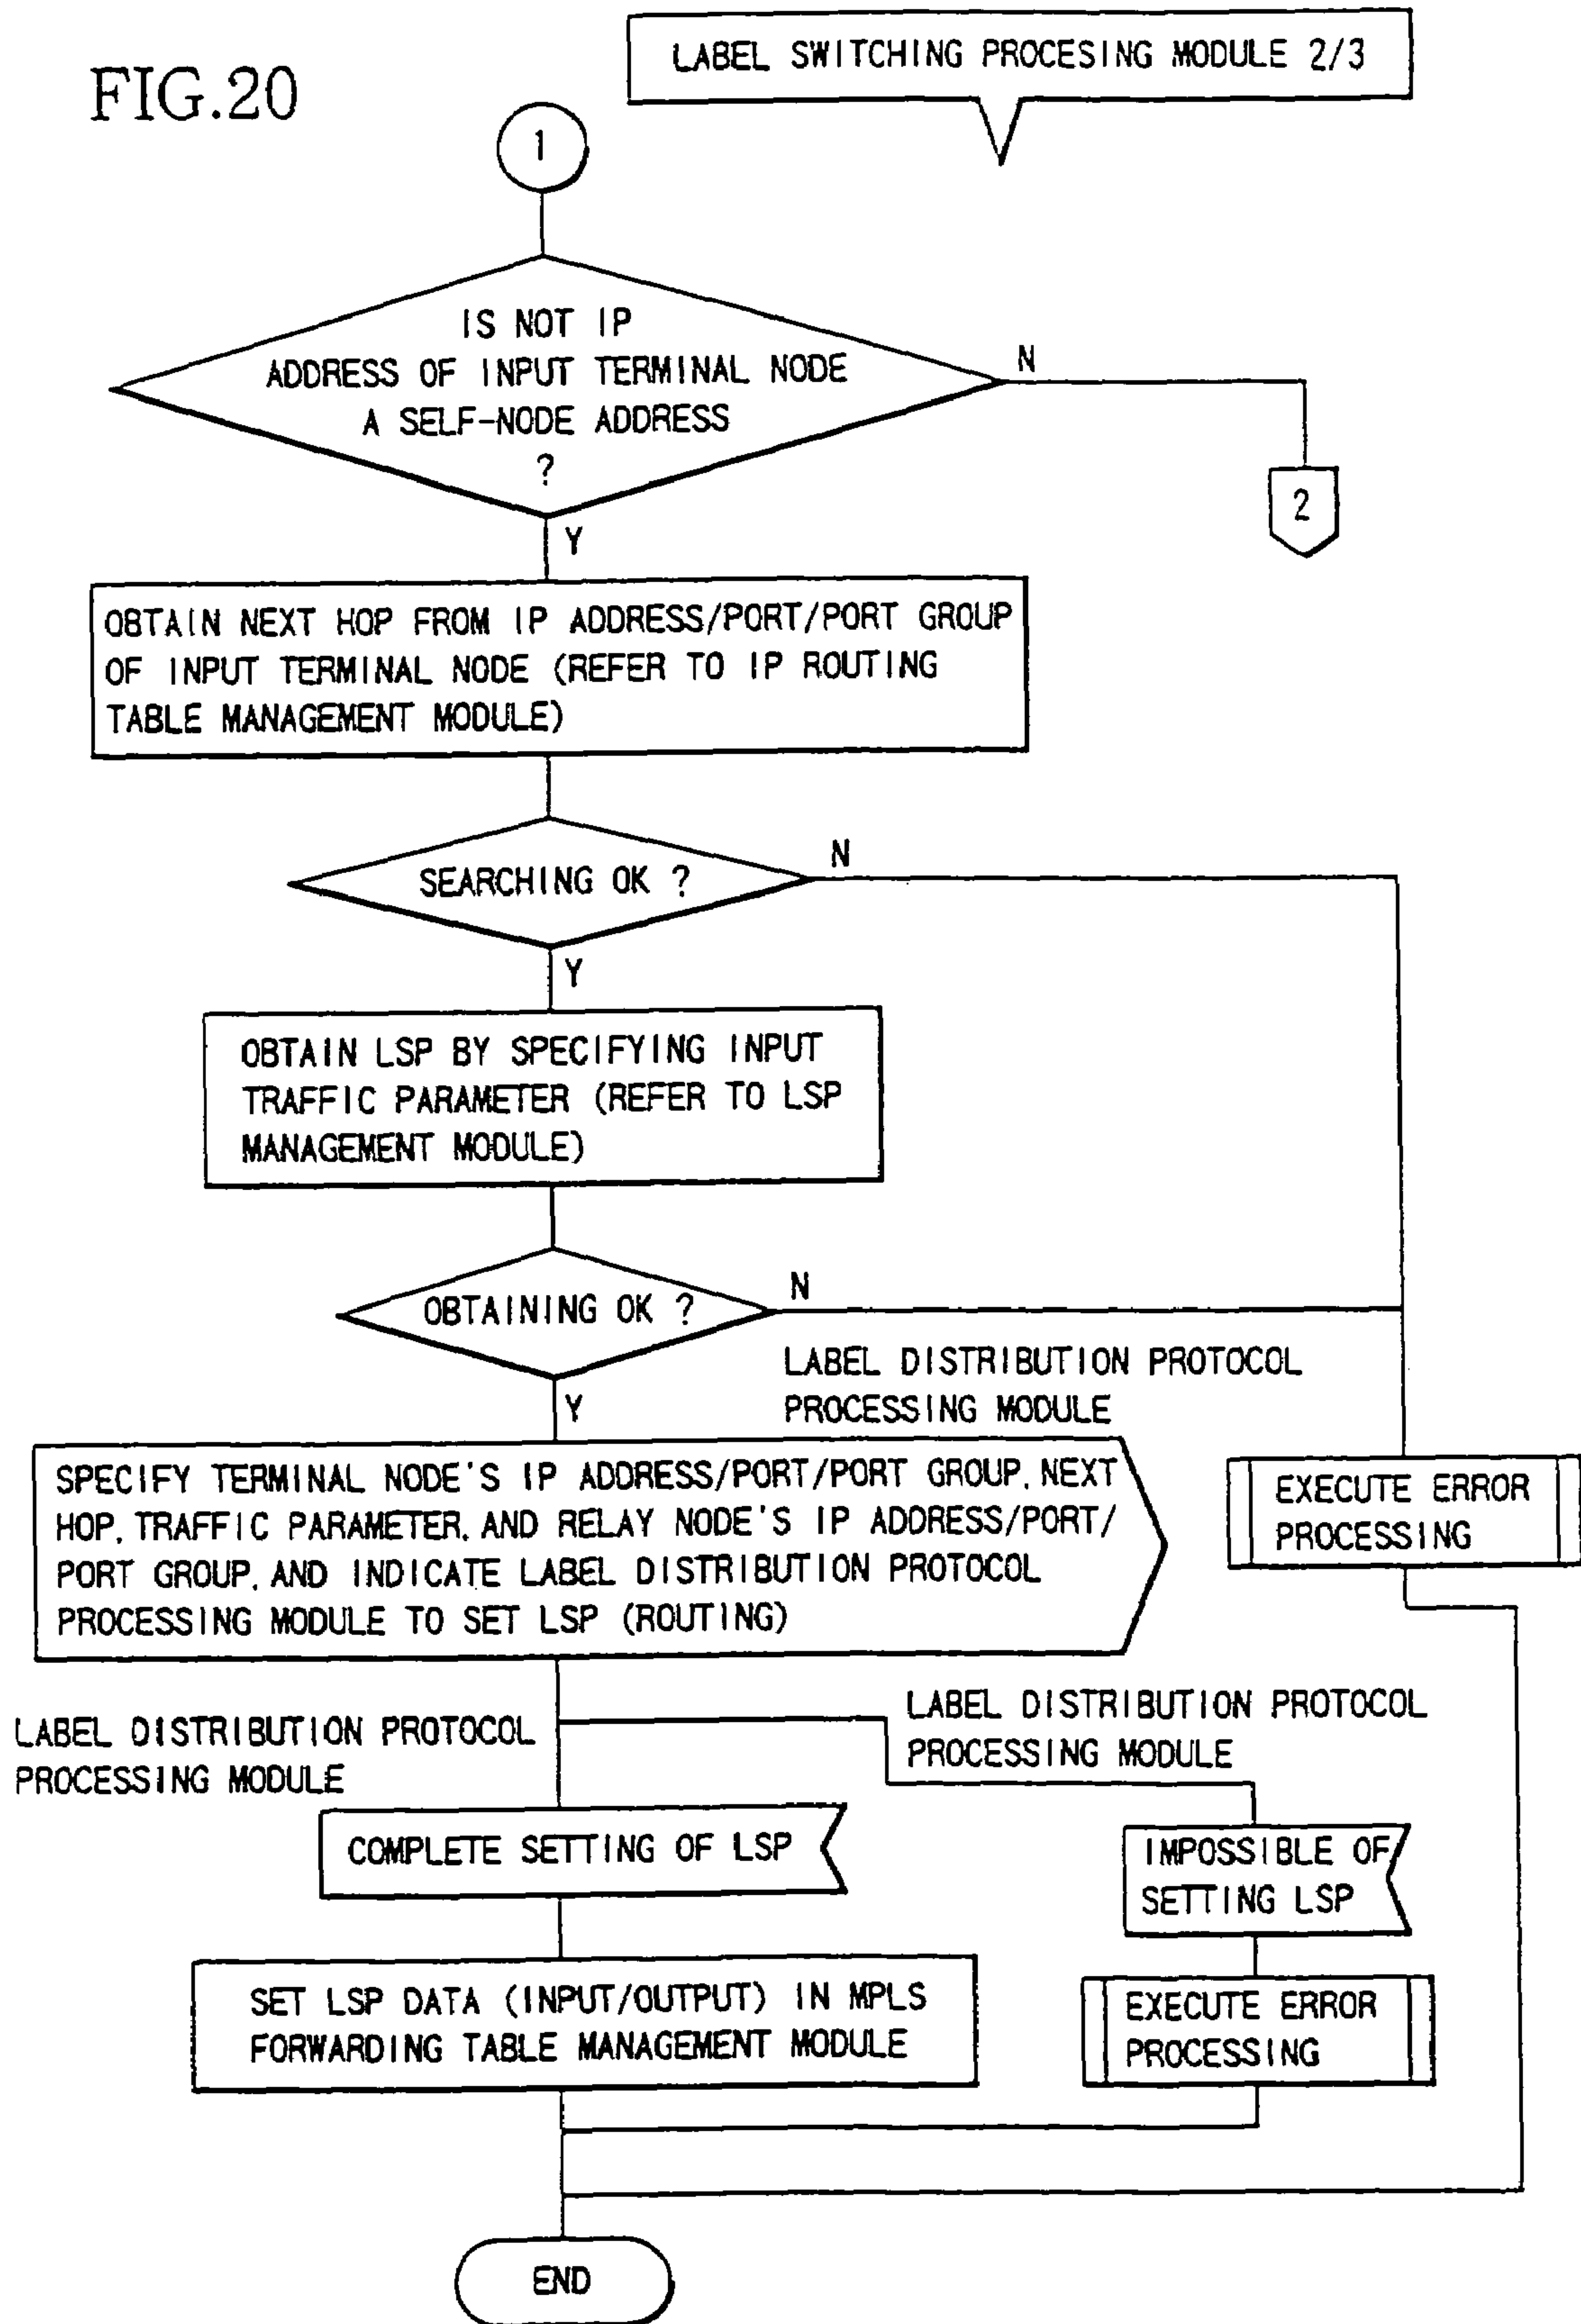 FIG.20
LABEL SWITCHING PROCESING MODULE 2/3
1
IS NOT IP
ADDRESS OF INPUT TERMINAL NODE
A SELF-NODE ADDRESS
?
N
2
Y
OBTAIN NEXT HOP FROM IP ADDRESS/PORT/PORT GROUP
OF INPUT TERMINAL NODE (REFER TO IP ROUTING
TABLE MANAGEMENT MODULE)
SEARCHING OK ?
N
Y
OBTAIN LSP BY SPECIFYING INPUT
TRAFFIC PARAMETER (REFER TO LSP
MANAGEMENT MODULE)
OBTAINING OK ?
N
Y
LABEL DISTRIBUTION PROTOCOL
PROCESSING MODULE
SPECIFY TERMINAL NODE'S IP ADDRESS/PORT/PORT GROUP, NEXT
HOP, TRAFFIC PARAMETER, AND RELAY NODE'S IP ADDRESS/PORT/
PORT GROUP, AND INDICATE LABEL DISTRIBUTION PROTOCOL
PROCESSING MODULE TO SET LSP (ROUTING)
EXECUTE ERROR
PROCESSING
LABEL DISTRIBUTION PROTOCOL
PROCESSING MODULE
LABEL DISTRIBUTION PROTOCOL
PROCESSING MODULE
COMPLETE SETTING OF LSP
IMPOSSIBLE OF
SETTING LSP
SET LSP DATA (INPUT/OUTPUT) IN MPLS
FORWARDING TABLE MANAGEMENT MODULE
EXECUTE ERROR
PROCESSING
END